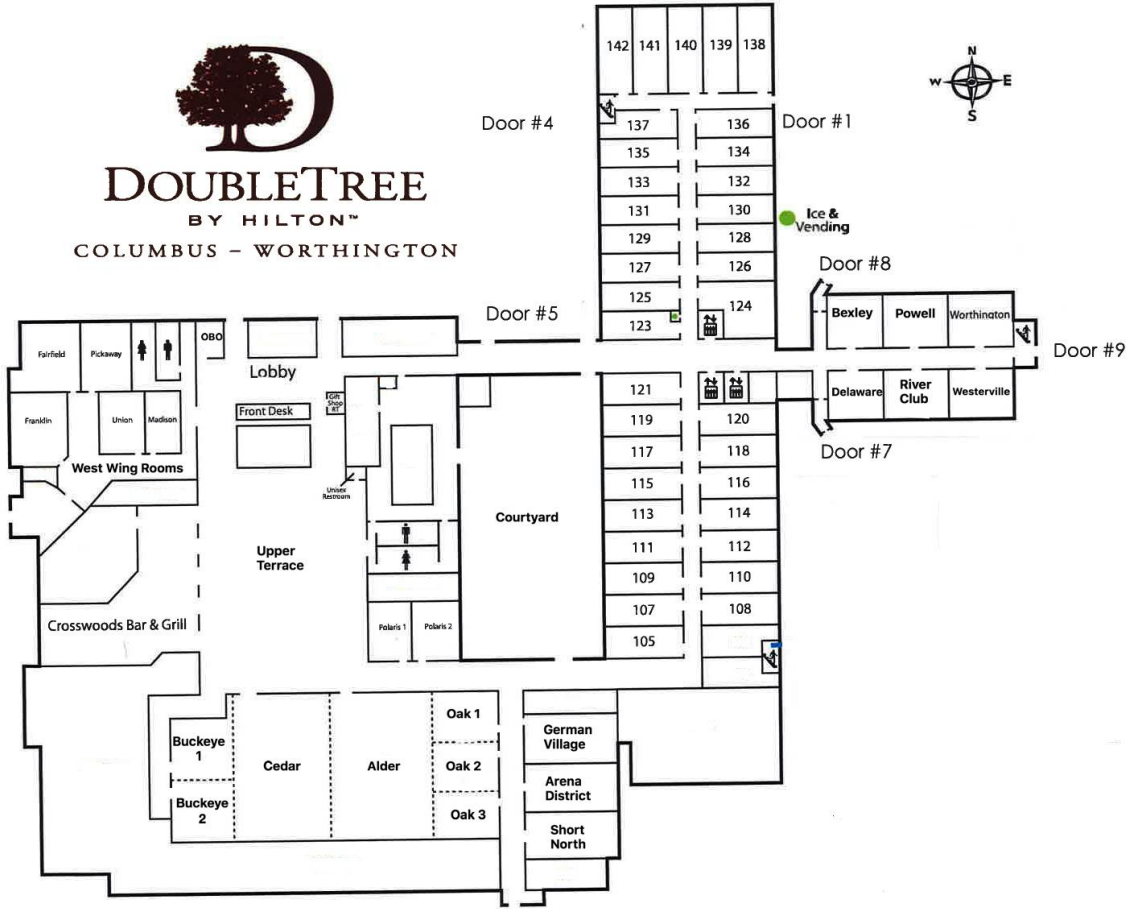 DOUBLETREE
BY HILTON™
COLUMBUS – WORTHINGTON
N
W E
S
142 141 140 139 138
Door #4
Door #1
137 136
135 134
133 132
131 130
129 128
127 126
125 124
123
Ice &
Vending
Door #8
Door #5
Bexley Powell Worthington
Door #9
Delaware River
Club Westerville
Door #7
OBO
Fairfield Pickaway
Lobby
Franklin Union Madison
Front Desk
Gift
Shop
RT
West Wing Rooms
Unisex
Restroom
121
119 120
117 118
115 116
113 114
111 112
109 110
107 108
105
Courtyard
Upper
Terrace
Crosswoods Bar & Grill
Polaris 1 Polaris 2
Buckeye
1
Buckeye
2
Cedar
Alder
Oak 1
Oak 2
Oak 3
German
Village
Arena
District
Short
North